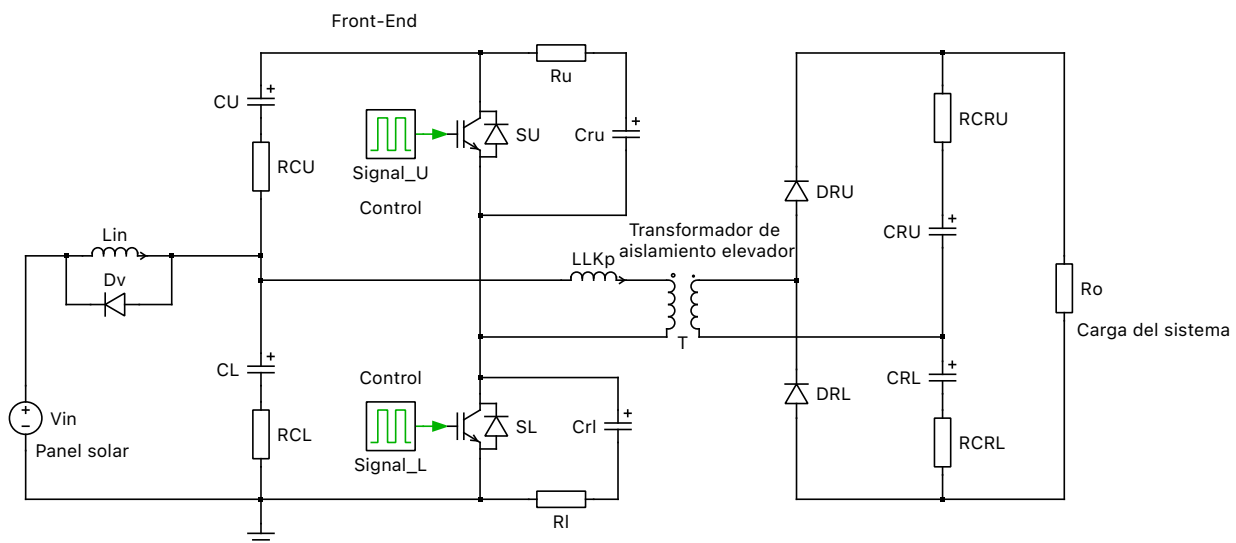 Front-End
Ru
CU
RCU
Signal_U
Control
SU
Cru
Lin
Dv
Transformador de
aislamiento elevador
LLKp
T
DRU
RCRU
CRU
Ro
Carga del sistema
CL
RCL
Control
Signal_L
SL
Crl
Rl
DRL
CRL
RCRL
Vin
Panel solar